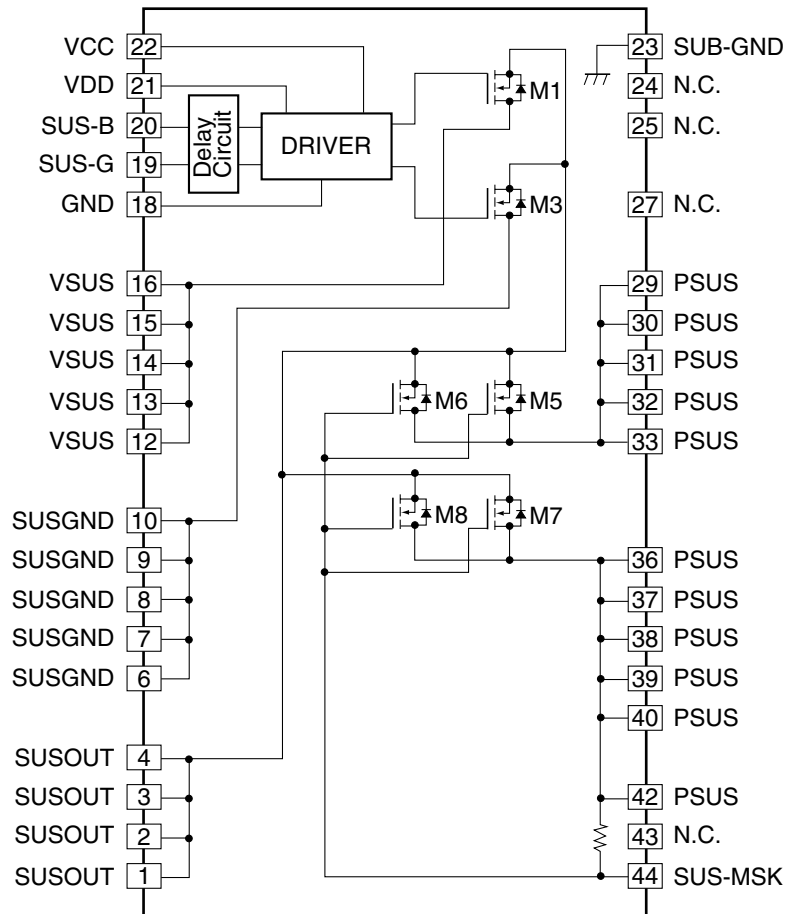 VCC 22
VDD 21
SUS-B 20
SUS-G 19
GND 18
VSUS 16
VSUS 15
VSUS 14
VSUS 13
VSUS 12
SUSGND 10
SUSGND 9
SUSGND 8
SUSGND 7
SUSGND 6
SUSOUT 4
SUSOUT 3
SUSOUT 2
SUSOUT 1
Delay
Circuit
DRIVER
M1
M3
M6
M5
M8
M7
23 SUB-GND
24 N.C.
25 N.C.
27 N.C.
29 PSUS
30 PSUS
31 PSUS
32 PSUS
33 PSUS
36 PSUS
37 PSUS
38 PSUS
39 PSUS
40 PSUS
42 PSUS
43 N.C.
44 SUS-MSK